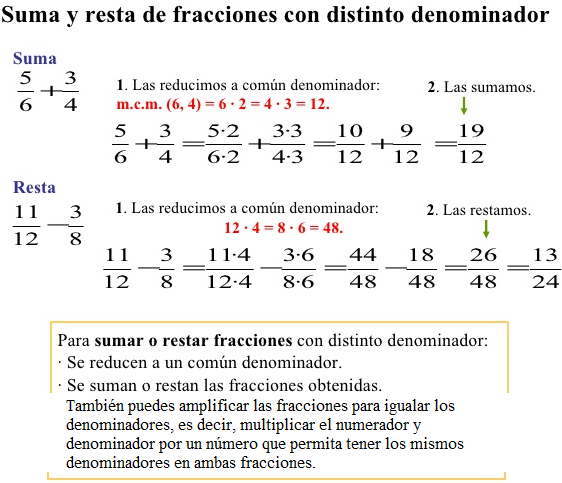 Suma y resta de fracciones con distinto denominador
Suma
5/6 + 3/4
1. Las reducimos a común denominador:
m.c.m. (6, 4) = 6 · 2 = 4 · 3 = 12.
2. Las sumamos.
5/6 + 3/4 = 5·2/6·2 + 3·3/4·3 = 10/12 + 9/12 = 19/12
Resta
11/12 − 3/8
1. Las reducimos a común denominador:
12 · 4 = 8 · 6 = 48.
2. Las restamos.
11/12 − 3/8 = 11·4/12·4 − 3·6/8·6 = 44/48 − 18/48 = 26/48 = 13/24
Para sumar o restar fracciones con distinto denominador:
· Se reducen a un común denominador.
· Se suman o restan las fracciones obtenidas.
También puedes amplificar las fracciones para igualar los
denominadores, es decir, multiplicar el numerador y
denominador por un número que permita tener los mismos
denominadores en ambas fracciones.